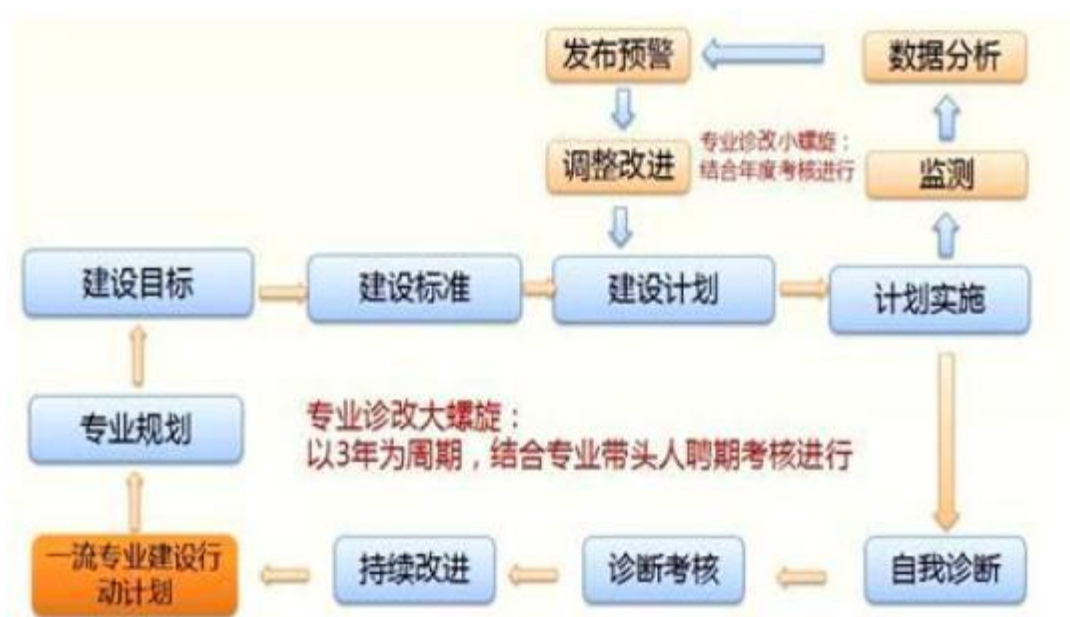 发布预警
数据分析
调整改进
专业诊改小螺旋：
结合年度考核进行
监测
建设目标
建设标准
建设计划
计划实施
专业规划
专业诊改大螺旋：
以3年为周期，结合专业带头人聘期考核进行
一流专业建设行
动计划
持续改进
诊断考核
自我诊断